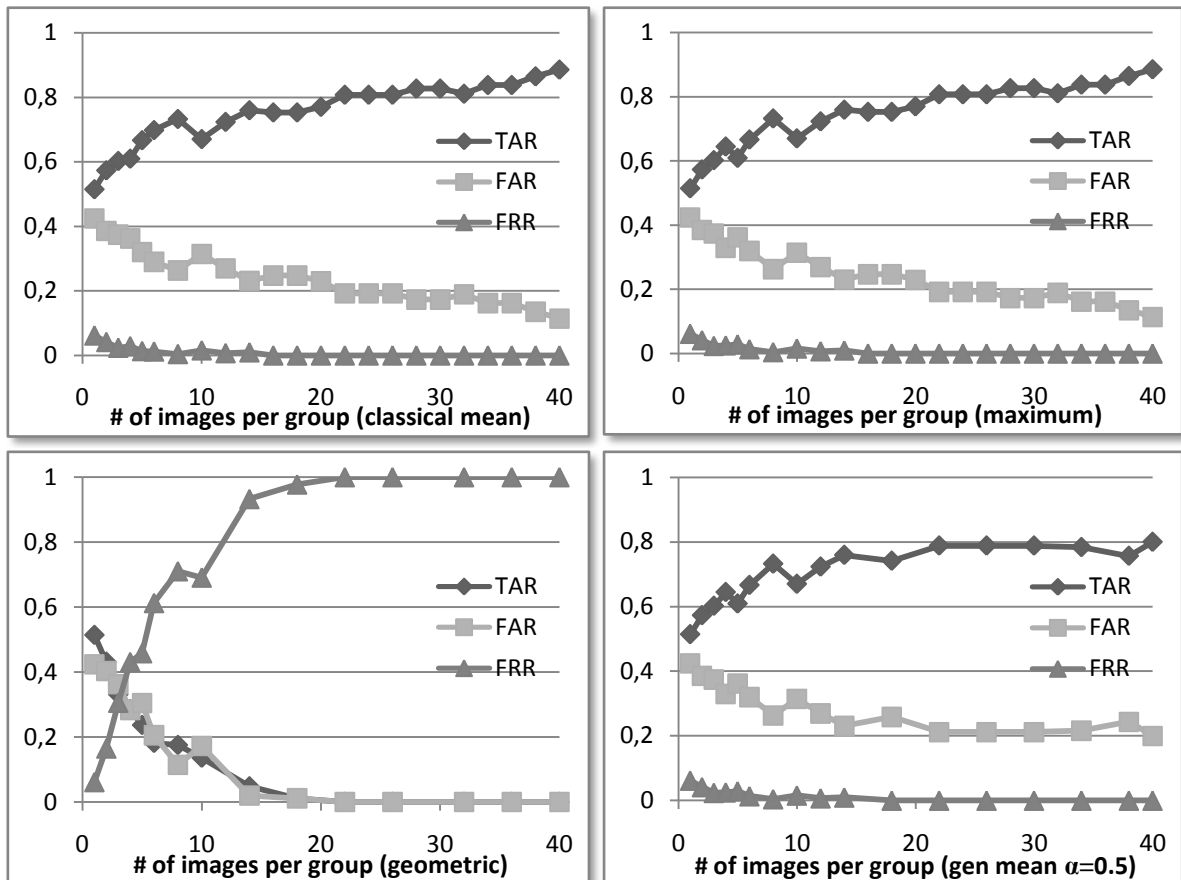 1
0,8
0,6
0,4
0,2
0
TAR
FAR
FRR
0 10 20 30 40
# of images per group (classical mean)
1
0,8
0,6
0,4
0,2
0
TAR
FAR
FRR
0 10 20 30 40
# of images per group (maximum)
1
0,8
0,6
0,4
0,2
0
TAR
FAR
FRR
0 10 20 30 40
# of images per group (geometric)
1
0,8
0,6
0,4
0,2
0
TAR
FAR
FRR
0 10 20 30 40
# of images per group (gen mean α=0.5)